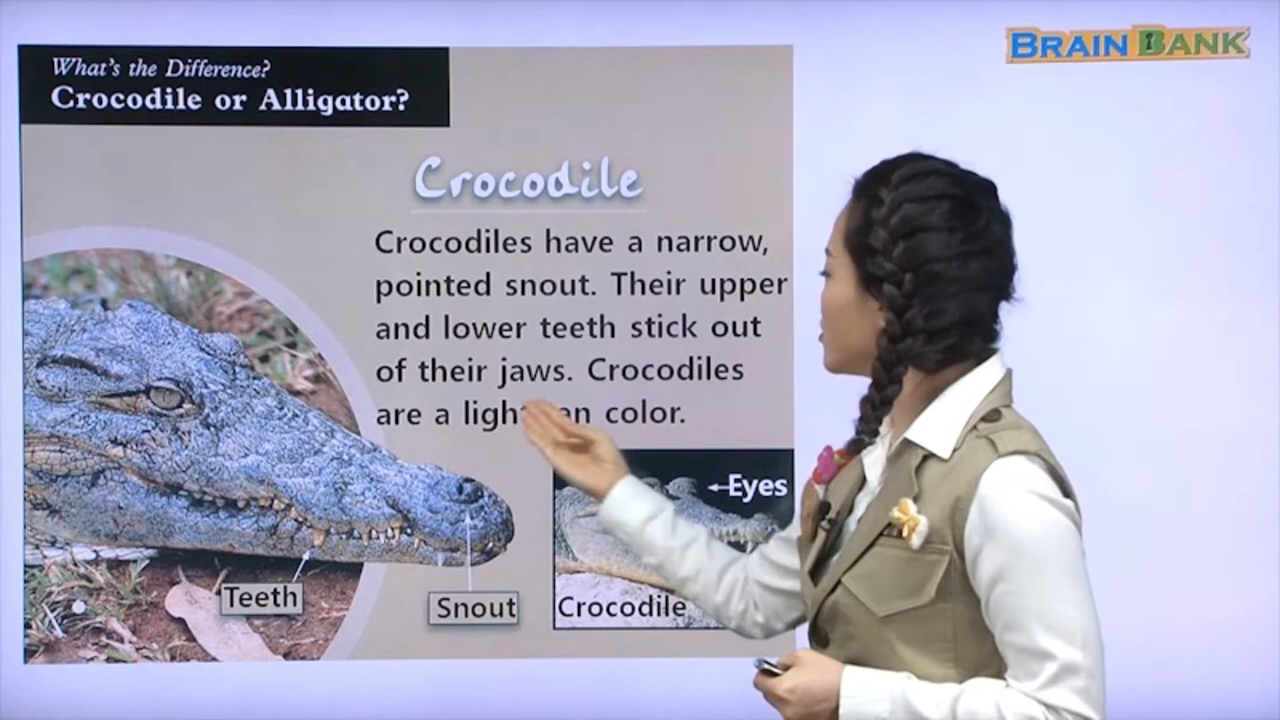 BRAIN BANK
What's the Difference?
Crocodile or Alligator?
Crocodile
Crocodiles have a narrow,
pointed snout. Their upper
and lower teeth stick out
of their jaws. Crocodiles
are a color.
Eyes
Teeth
Snout
Crocodile